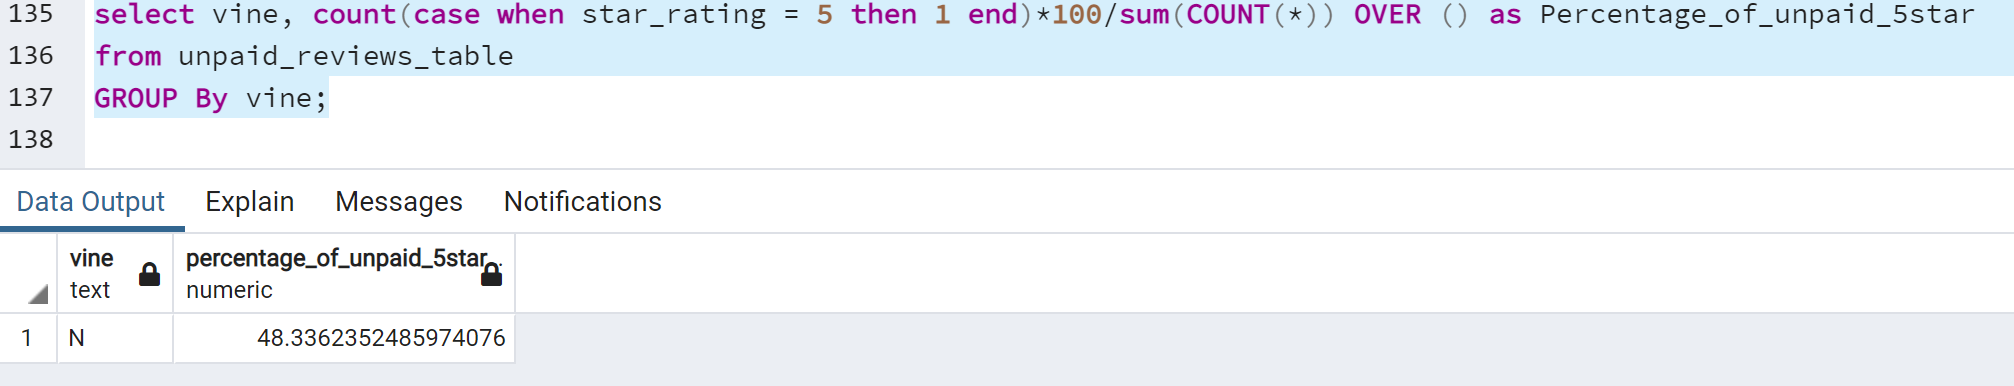 135 select vine, count(case when star_rating = 5 then 1 end)*100/sum(COUNT(*)) OVER () as Percentage_of_unpaid_5star
136 from unpaid_reviews_table
137 GROUP By vine;
138
Data Output Explain Messages Notifications
vine percentage_of_unpaid_5star
text numeric
1 N 48.3362352485974076